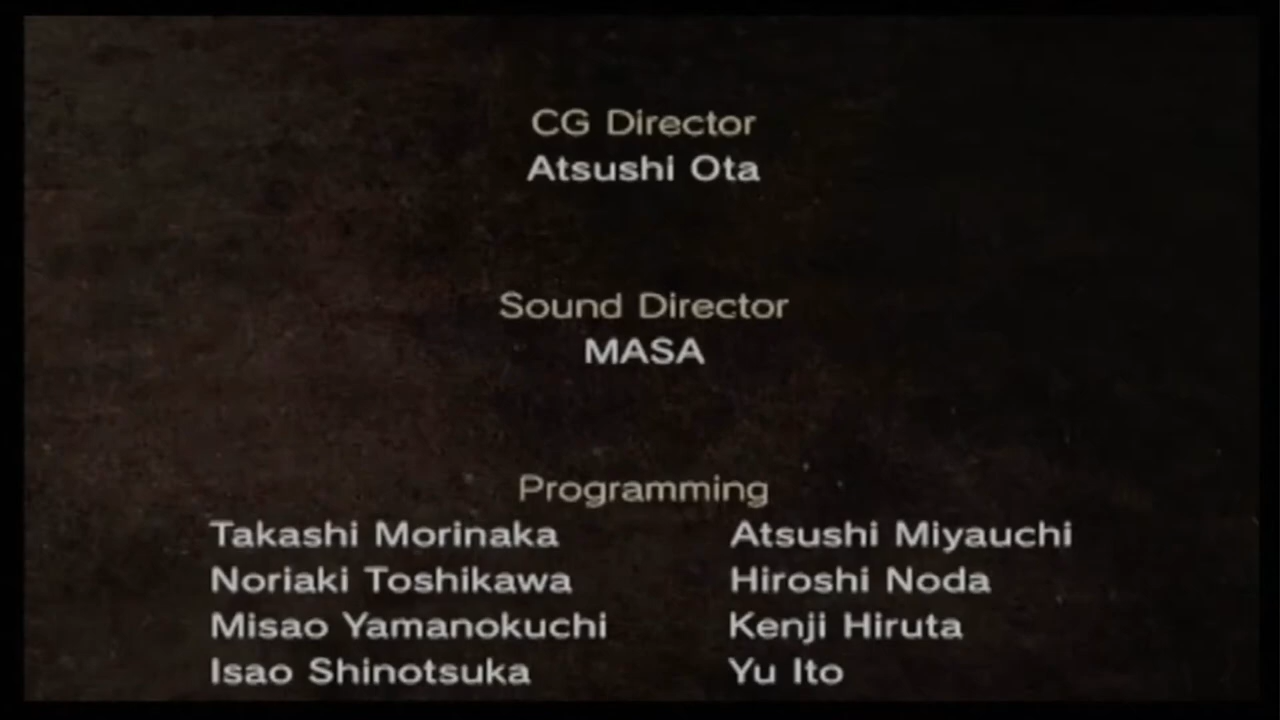 CG Director
Atsushi Ota
Sound Director
MASA
Programming
Takashi Morinaka Atsushi Miyauchi
Noriaki Toshikawa Hiroshi Noda
Misao Yamanokuchi Kenji Hiruta
Isao Shinotsuka Yu Ito